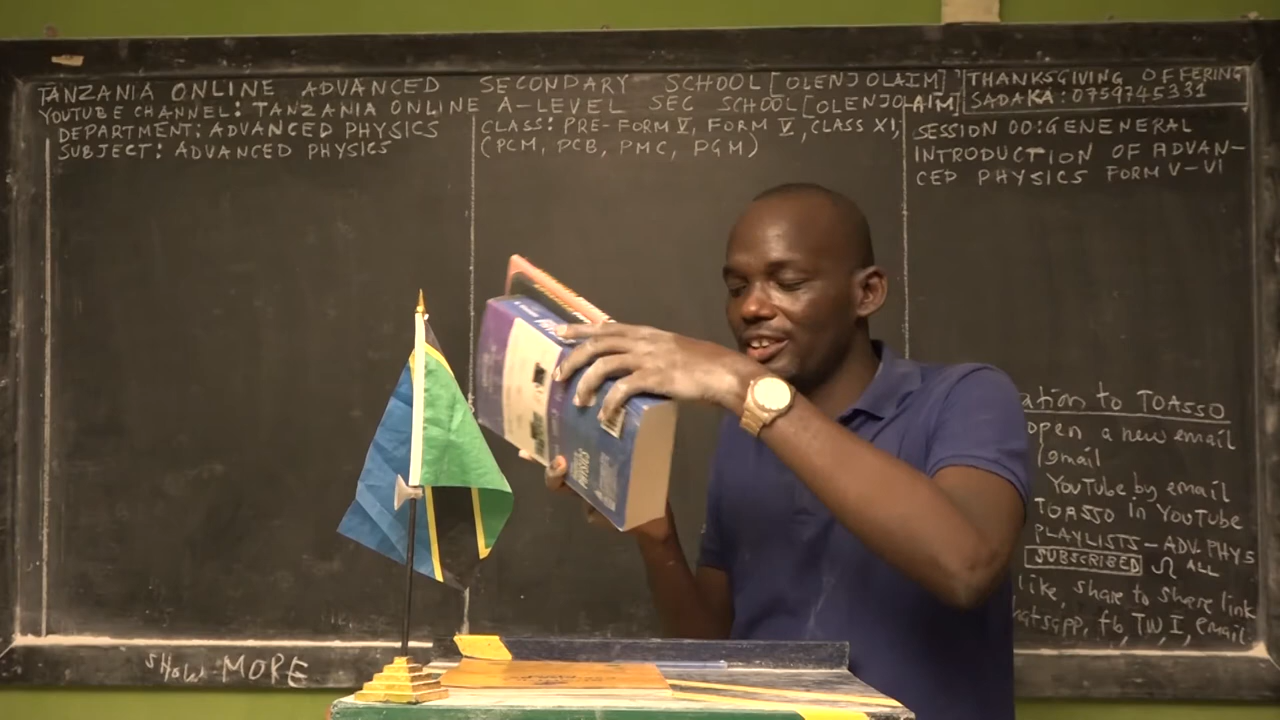 TANZANIA ONLINE ADVANCED SECONDARY SCHOOL [OLENJOLAIM]
YOUTUBE CHANNEL: TANZANIA ONLINE A-LEVEL SEC SCHOOL [OLENJOLAIM]
DEPARTMENT: ADVANCED PHYSICS
SUBJECT: ADVANCED PHYSICS
CLASS: PRE-FORM V, FORM V, CLASS XI,
(PCM, PCB, PMC, PGM)
THANKSGIVING OFFERING
SADAKA: 0759745331
SESSION 00: GENENERAL
INTRODUCTION OF ADVAN-
CED PHYSICS FORM V-VI
ation to TOASSO
open a new email
YouTube by email
TOASSO in YOUTUBE
PLAYLISTS - ADV. PHYS
SUBSCRIBED ALL
like, share to share link
atsapp, fb, TW, I, email
MORE
PHYSICS